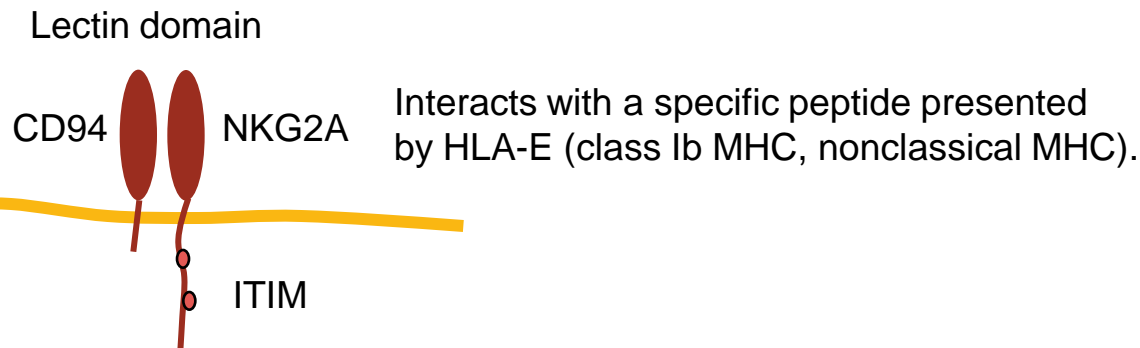 Lectin domain
CD94
NKG2A
Interacts with a specific peptide presented
by HLA-E (class Ib MHC, nonclassical MHC).
ITIM